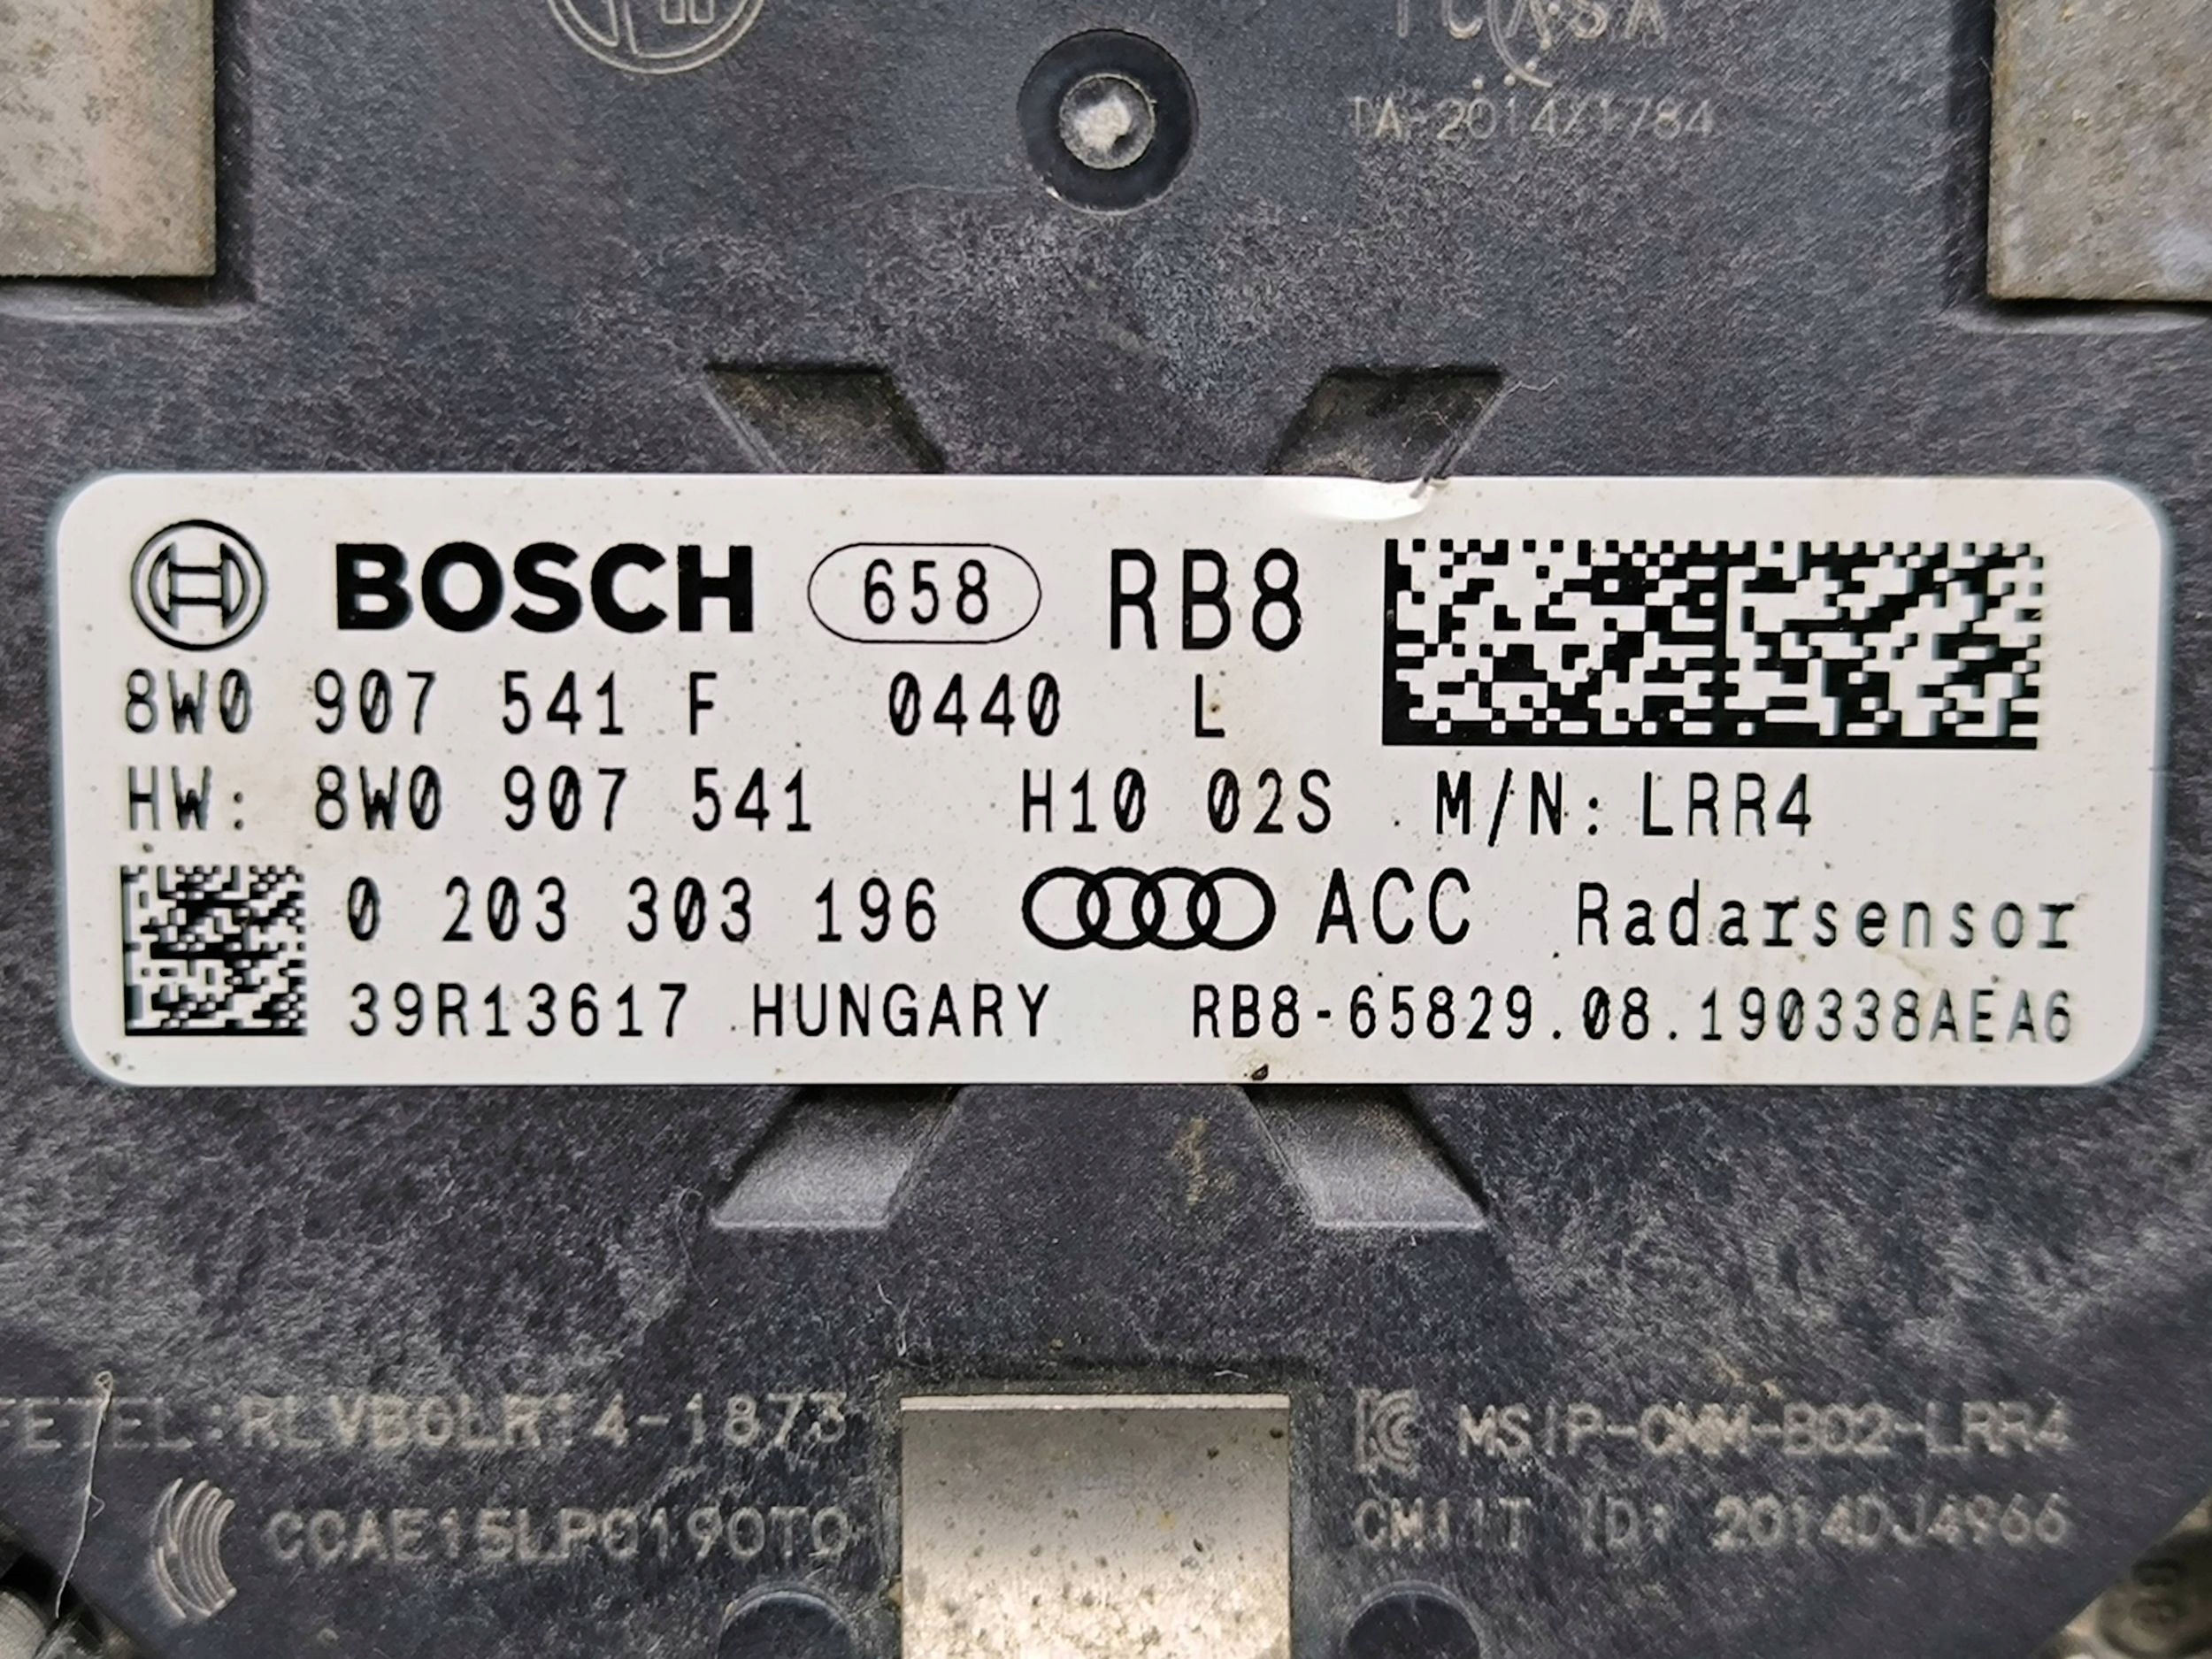 ICASA
TA-2014/1784
BOSCH 658 RB8
8W0 907 541 F 0440 L
HW: 8W0 907 541 H10 02S M/N: LRR4
0 203 303 196 ACC Radarsensor
39R13617 HUNGARY RB8-65829.08.190338AEA6
MSIP-CMM-B02-LRR4
CCAE15LP0190T0
CMIIT ID: 2014DJ4966